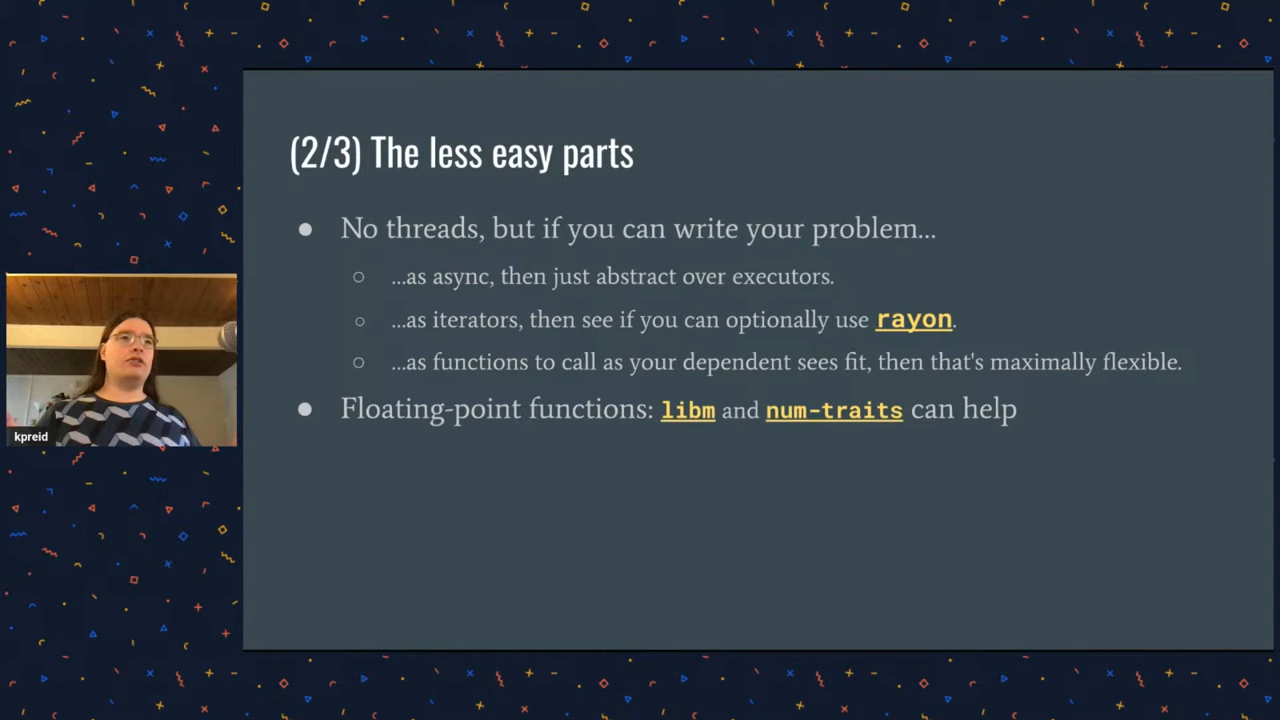 (2/3) The less easy parts
● No threads, but if you can write your problem...
○ ...as async, then just abstract over executors.
○ ...as iterators, then see if you can optionally use rayon.
○ ...as functions to call as your dependent sees fit, then that's maximally flexible.
● Floating-point functions: libm and num-traits can help
kpreid